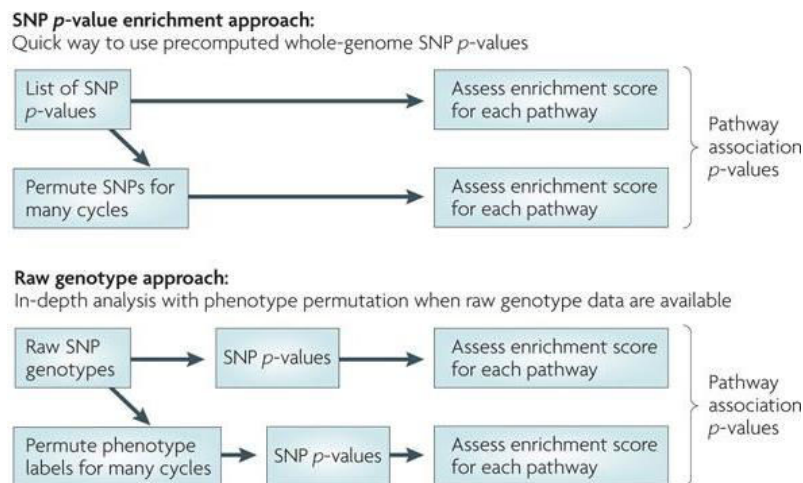 SNP p-value enrichment approach:
Quick way to use precomputed whole-genome SNP p-values
List of SNP
p-values
Assess enrichment score
for each pathway
Permute SNPs for
many cycles
Assess enrichment score
for each pathway
Pathway
association
p-values
Raw genotype approach:
In-depth analysis with phenotype permutation when raw genotype data are available
Raw SNP
genotypes
SNP p-values
Assess enrichment score
for each pathway
Permute phenotype
labels for many cycles
SNP p-values
Assess enrichment score
for each pathway
Pathway
association
p-values